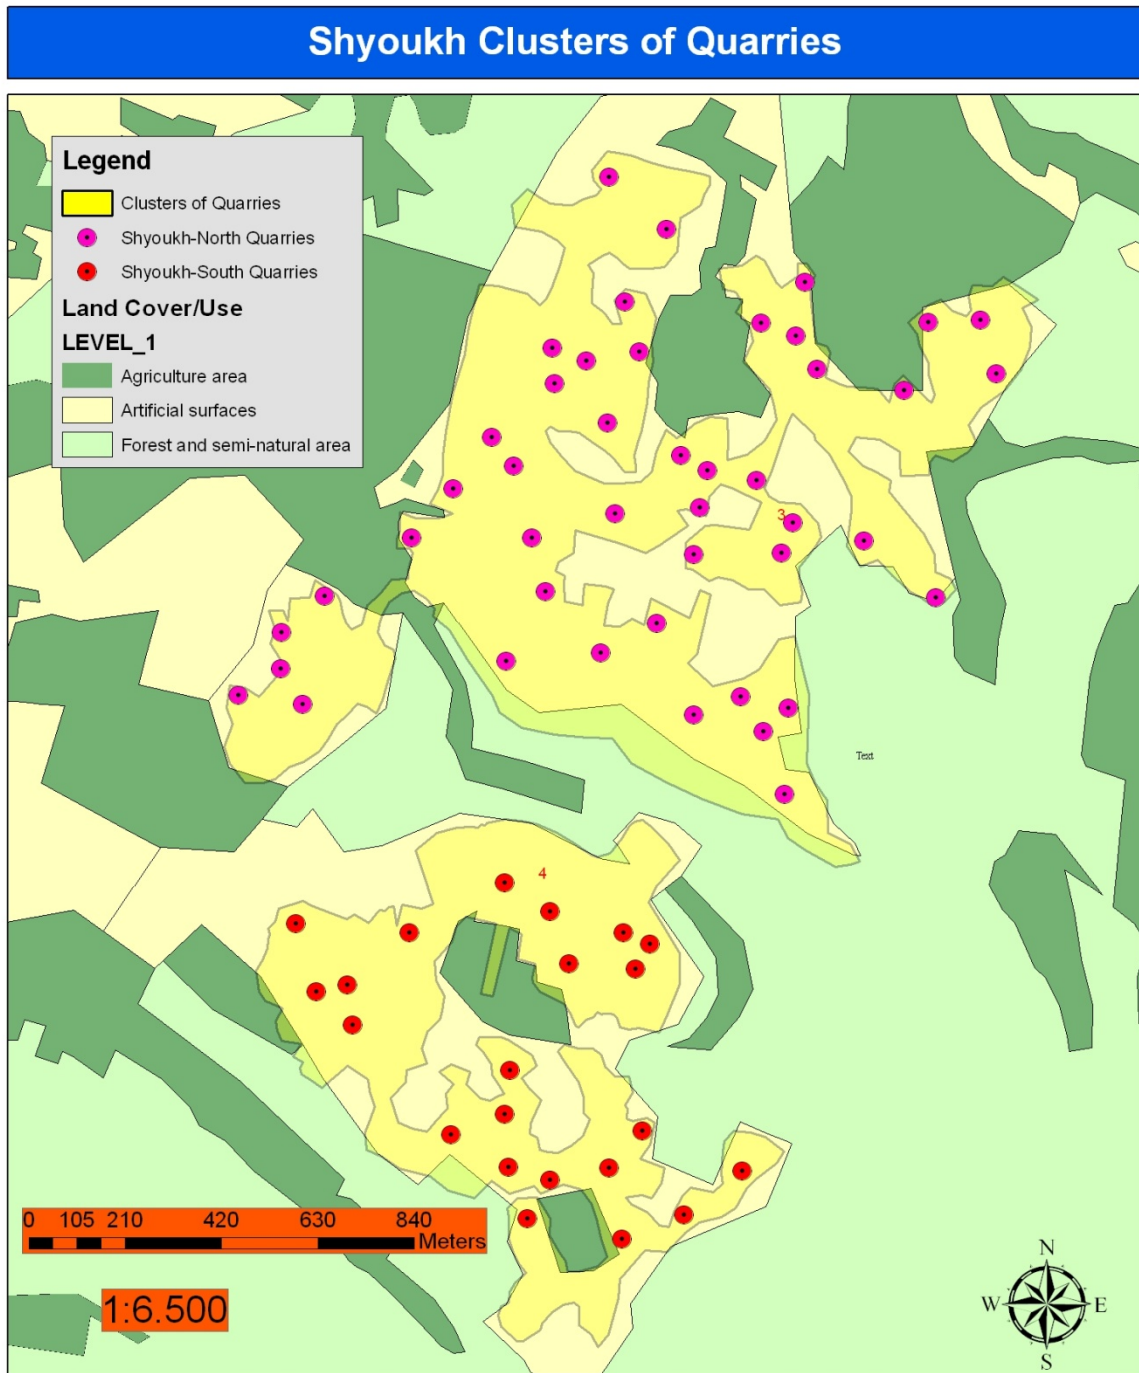 Shyoukh Clusters of Quarries
Legend
Clusters of Quarries
Shyoukh-North Quarries
Shyoukh-South Quarries
Land Cover/Use
LEVEL_1
Agriculture area
Artificial surfaces
Forest and semi-natural area
3
Text
4
0 105 210 420 630 840
Meters
1:6.500
N
W E
S